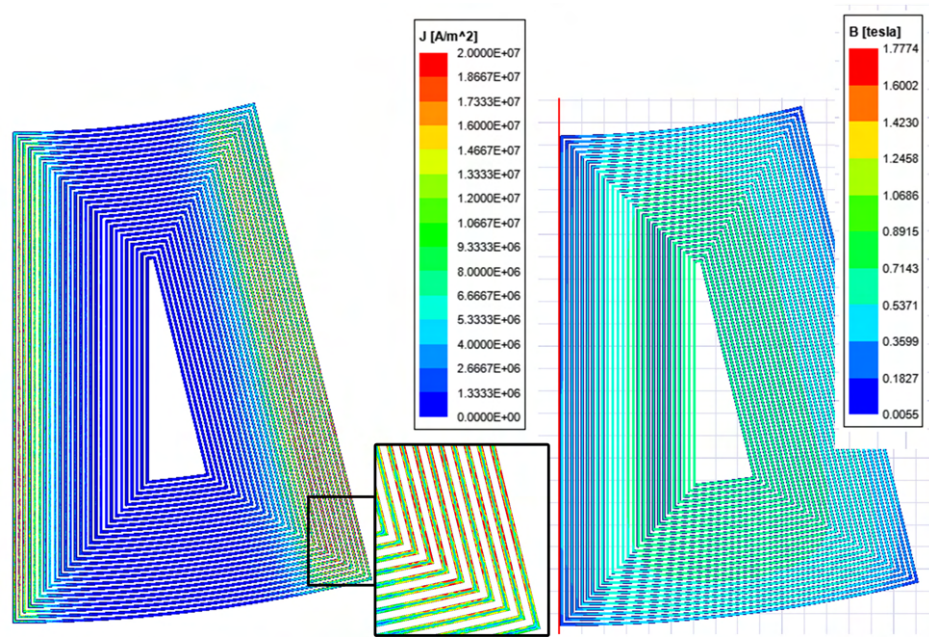 J [A/m^2]
2.0000E+07
1.8667E+07
1.7333E+07
1.6000E+07
1.4667E+07
1.3333E+07
1.2000E+07
1.0667E+07
9.3333E+06
8.0000E+06
6.6667E+06
5.3333E+06
4.0000E+06
2.6667E+06
1.3333E+06
0.0000E+00
B [tesla]
1.7774
1.6002
1.4230
1.2458
1.0686
0.8915
0.7143
0.5371
0.3599
0.1827
0.0055